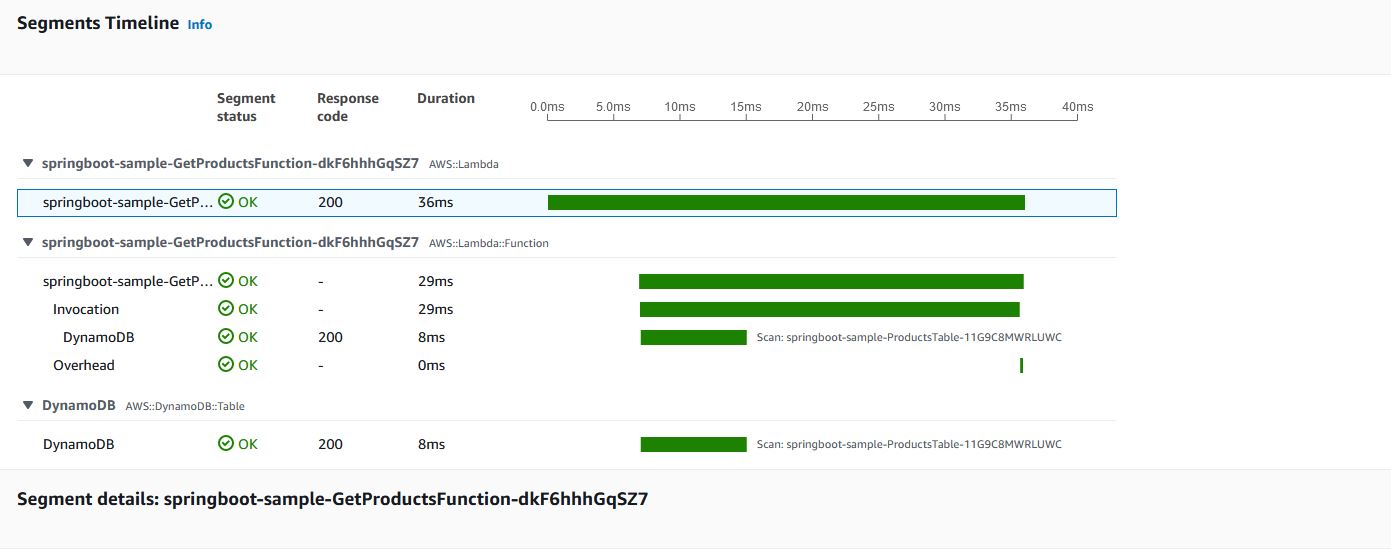 Segments Timeline Info
Segment status Response code Duration
0.0ms 5.0ms 10ms 15ms 20ms 25ms 30ms 35ms 40ms
springboot-sample-GetProductsFunction-dkF6hhhGqSZ7 AWS::Lambda
springboot-sample-GetP... OK 200 36ms
springboot-sample-GetProductsFunction-dkF6hhhGqSZ7 AWS::Lambda::Function
springboot-sample-GetP... OK - 29ms
Invocation OK - 29ms
DynamoDB OK 200 8ms Scan: springboot-sample-ProductsTable-11G9C8MWRLUWC
Overhead OK - 0ms
DynamoDB AWS::DynamoDB::Table
DynamoDB OK 200 8ms Scan: springboot-sample-ProductsTable-11G9C8MWRLUWC
Segment details: springboot-sample-GetProductsFunction-dkF6hhhGqSZ7